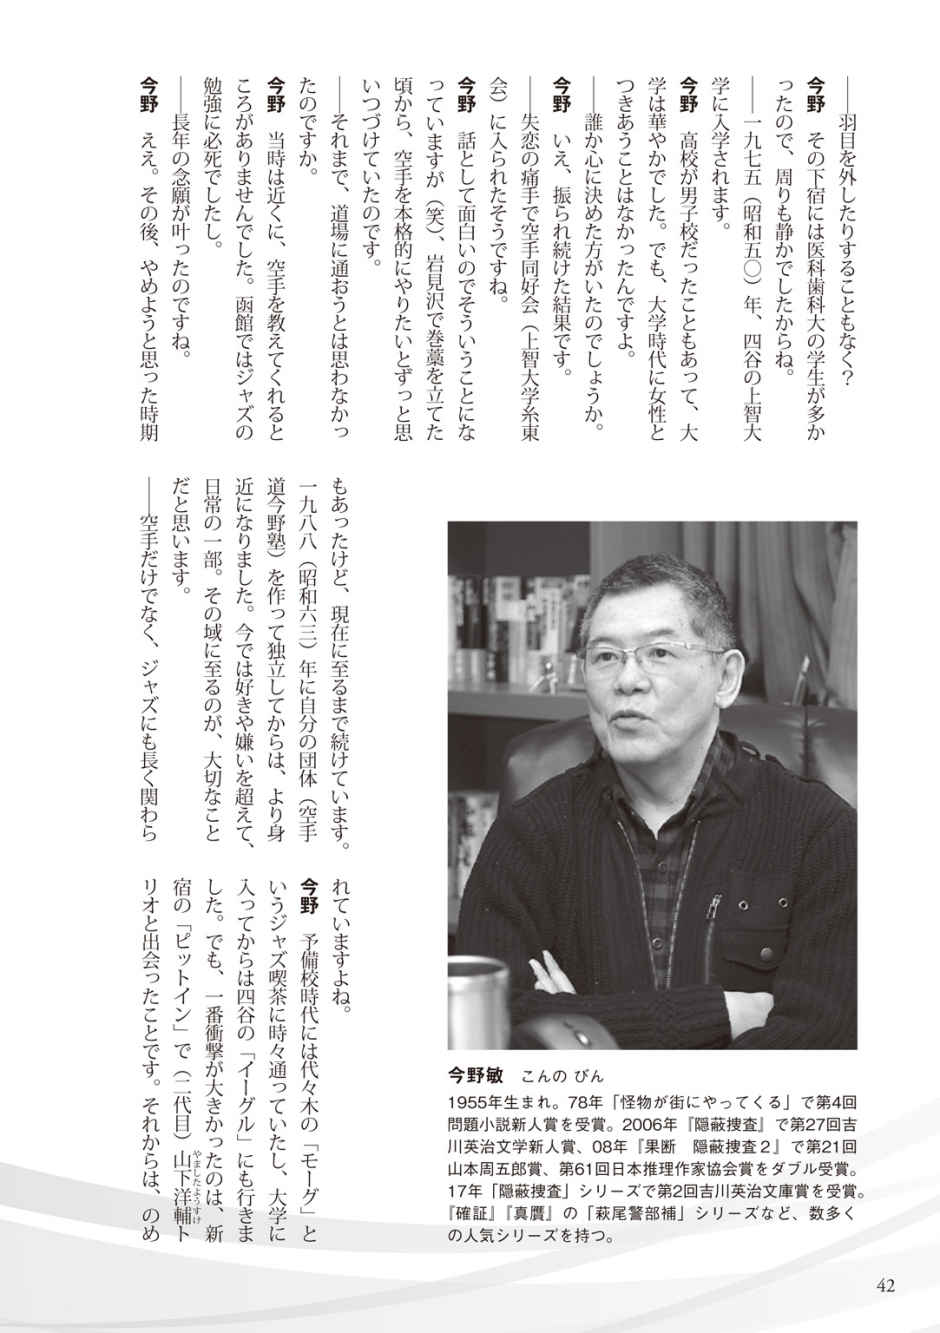 ――羽目を外したりすることもなく？
今野　その下宿には医科歯科大の学生が多か
ったので、周りも静かでしたからね。
――一九七五（昭和五〇）年、四谷の上智大
学に入学されます。
今野　高校が男子校だったこともあって、大
学は華やかでした。でも、大学時代に女性と
つきあうことはなかったんですよ。
――誰か心に決めた方がいたのでしょうか。
今野　いえ、振られ続けた結果です。
――失恋の痛手で空手同好会（上智大学糸東
会）に入られたそうですね。
今野　話として面白いのでそういうことにな
っていますが（笑）、岩見沢で巻藁を立てた
頃から、空手を本格的にやりたいとずっと思
いつづけていたのです。
――それまで、道場に通おうとは思わなかっ
たのですか。
今野　当時は近くに、空手を教えてくれると
ころがありませんでした。函館ではジャズの
勉強に必死でしたし。
――長年の念願が叶ったのですね。
今野　ええ。その後、やめようと思った時期
もあったけど、現在に至るまで続けています。
一九八八（昭和六三）年に自分の団体（空手
道今野塾）を作って独立してからは、より身
近になりました。今では好きや嫌いを超えて、
日常の一部。その域に至るのが、大切なこと
だと思います。
――空手だけでなく、ジャズにも長く関わら
れていますよね。
今野　予備校時代には代々木の「モーグ」と
いうジャズ喫茶に時々通っていたし、大学に
入ってからは四谷の「イーグル」にも行きま
した。でも、一番衝撃が大きかったのは、新
宿の「ピットイン」で（二代目）山下洋輔ト
やましたようすけ
リオと出会ったことです。それからは、のめ
今野敏　こんの びん
1955年生まれ。78年「怪物が街にやってくる」で第4回
問題小説新人賞を受賞。2006年『隠蔽捜査』で第27回吉
川英治文学新人賞、08年『果断　隠蔽捜査２』で第21回
山本周五郎賞、第61回日本推理作家協会賞をダブル受賞。
17年「隠蔽捜査」シリーズで第2回吉川英治文庫賞を受賞。
『確証』『真贋』の「萩尾警部補」シリーズなど、数多く
の人気シリーズを持つ。
42